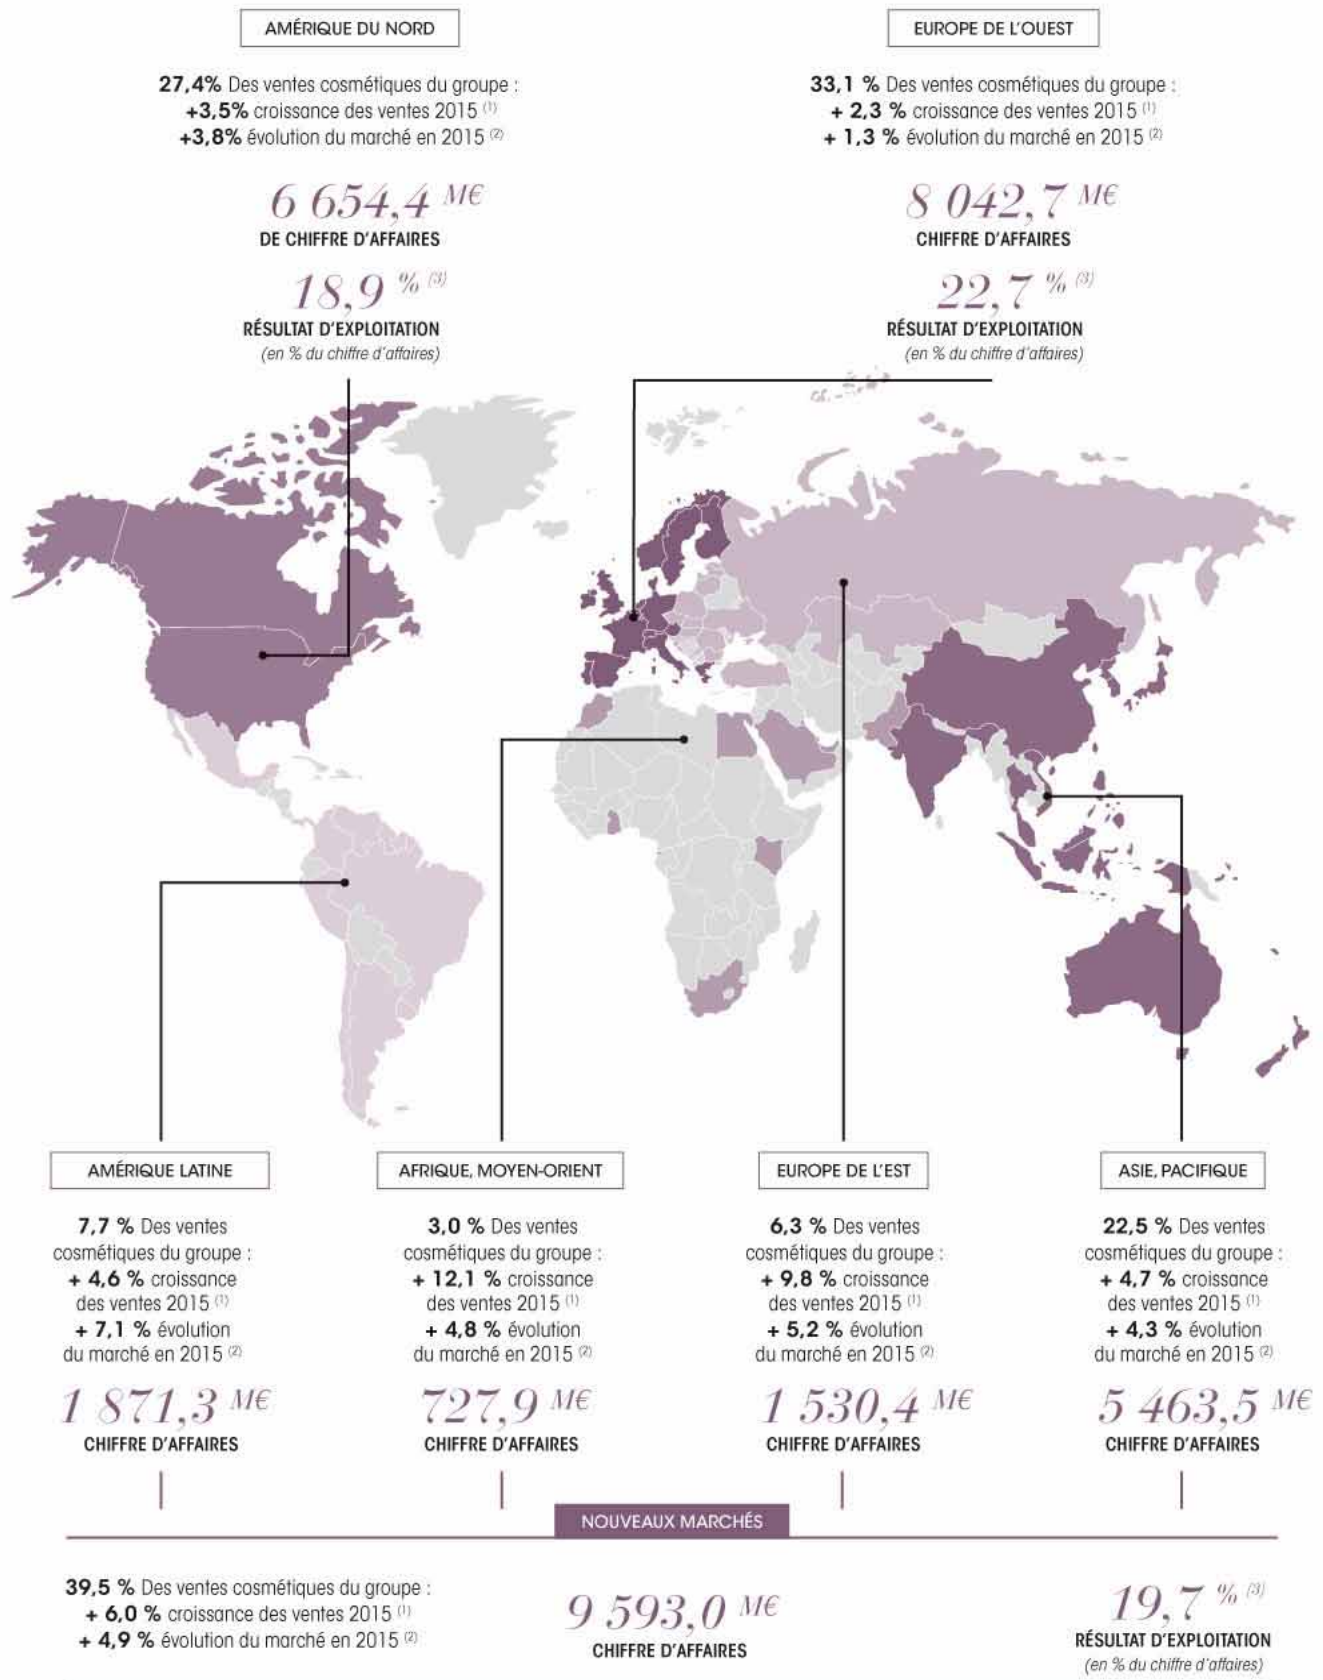 AMÉRIQUE DU NORD
27,4% Des ventes cosmétiques du groupe :
+3,5% croissance des ventes 2015 (1)
+3,8% évolution du marché en 2015 (2)
6 654,4 M€
DE CHIFFRE D'AFFAIRES
18,9 % (3)
RÉSULTAT D'EXPLOITATION
(en % du chiffre d'affaires)
EUROPE DE L'OUEST
33,1 % Des ventes cosmétiques du groupe :
+ 2,3 % croissance des ventes 2015 (1)
+ 1,3 % évolution du marché en 2015 (2)
8 042,7 M€
CHIFFRE D'AFFAIRES
22,7 % (3)
RÉSULTAT D'EXPLOITATION
(en % du chiffre d'affaires)
AMÉRIQUE LATINE
7,7 % Des ventes
cosmétiques du groupe :
+ 4,6 % croissance
des ventes 2015 (1)
+ 7,1 % évolution
du marché en 2015 (2)
1 871,3 M€
CHIFFRE D'AFFAIRES
AFRIQUE, MOYEN-ORIENT
3,0 % Des ventes
cosmétiques du groupe :
+ 12,1 % croissance
des ventes 2015 (1)
+ 4,8 % évolution
du marché en 2015 (2)
727,9 M€
CHIFFRE D'AFFAIRES
EUROPE DE L'EST
6,3 % Des ventes
cosmétiques du groupe :
+ 9,8 % croissance
des ventes 2015 (1)
+ 5,2 % évolution
du marché en 2015 (2)
1 530,4 M€
CHIFFRE D'AFFAIRES
ASIE, PACIFIQUE
22,5 % Des ventes
cosmétiques du groupe :
+ 4,7 % croissance
des ventes 2015 (1)
+ 4,3 % évolution
du marché en 2015 (2)
5 463,5 M€
CHIFFRE D'AFFAIRES
NOUVEAUX MARCHÉS
39,5 % Des ventes cosmétiques du groupe :
+ 6,0 % croissance des ventes 2015 (1)
+ 4,9 % évolution du marché en 2015 (2)
9 593,0 M€
CHIFFRE D'AFFAIRES
19,7 % (3)
RÉSULTAT D'EXPLOITATION
(en % du chiffre d'affaires)